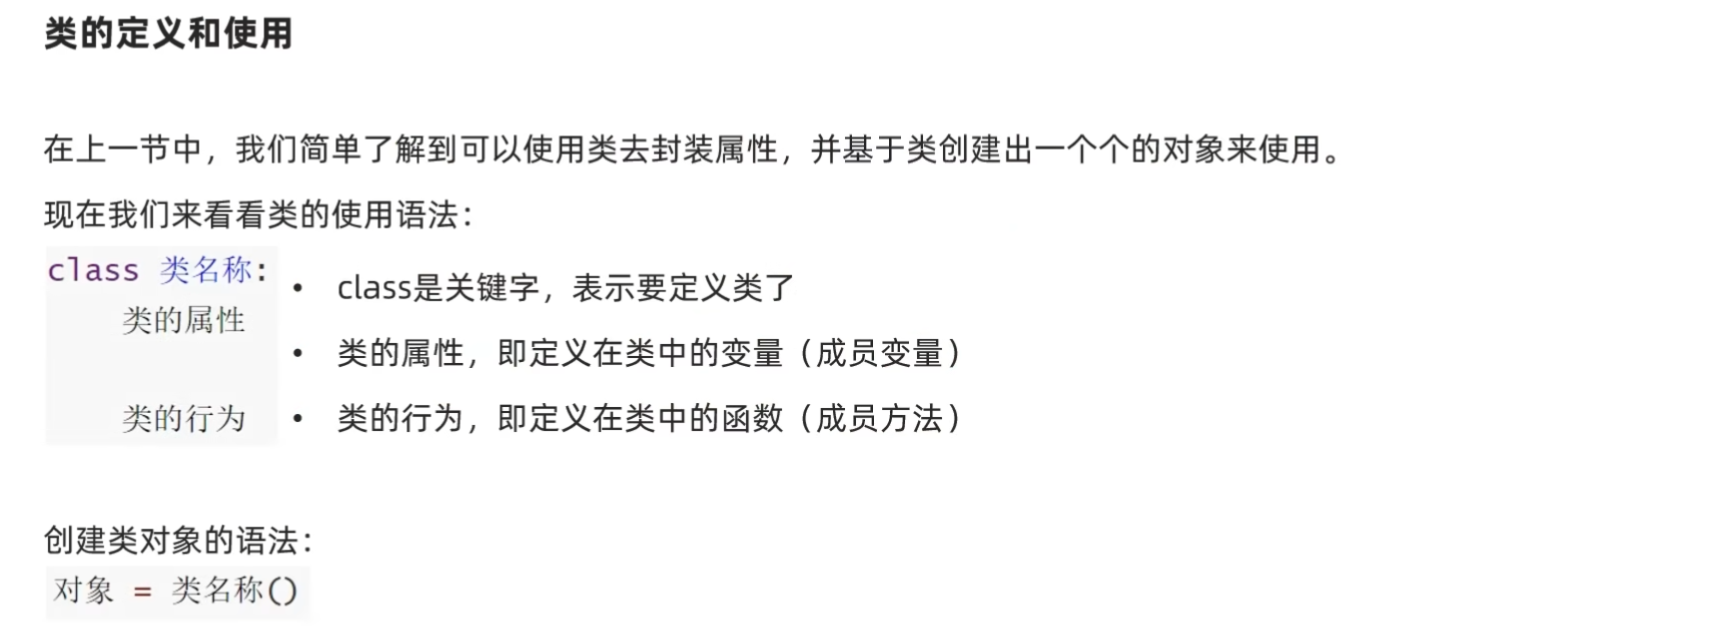 类的定义和使用
在上一节中，我们简单了解到可以使用类去封装属性，并基于类创建出一个个的对象来使用。
现在我们来看看类的使用语法：
class 类名称:
类的属性
类的行为
• class是关键字，表示要定义类了
• 类的属性，即定义在类中的变量（成员变量）
• 类的行为，即定义在类中的函数（成员方法）
创建类对象的语法：
对象 = 类名称()